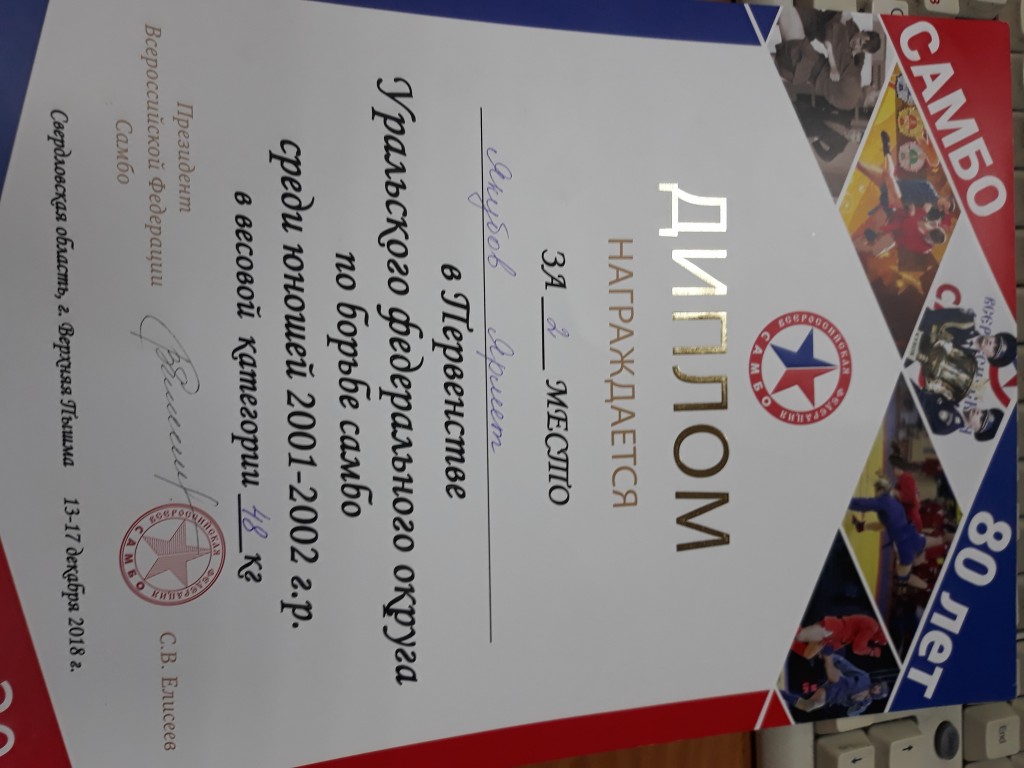 САМБО
80 лет
ВСЕРОССИЙСКАЯ ФЕДЕРАЦИЯ
САМБО
ДИПЛОМ
НАГРАЖДАЕТСЯ
ЗА 2 МЕСТО
Якубов Ярмет
в Первенстве
Уральского федерального округа
по борьбе самбо
среди юношей 2001-2002 г.р.
в весовой категории 48 кг
Президент
Всероссийской Федерации
Самбо
С.В. Елисеев
ВСЕРОССИЙСКАЯ ФЕДЕРАЦИЯ
САМБО
Свердловская область, г. Верхняя Пышма 13-17 декабря 2018 г.
End